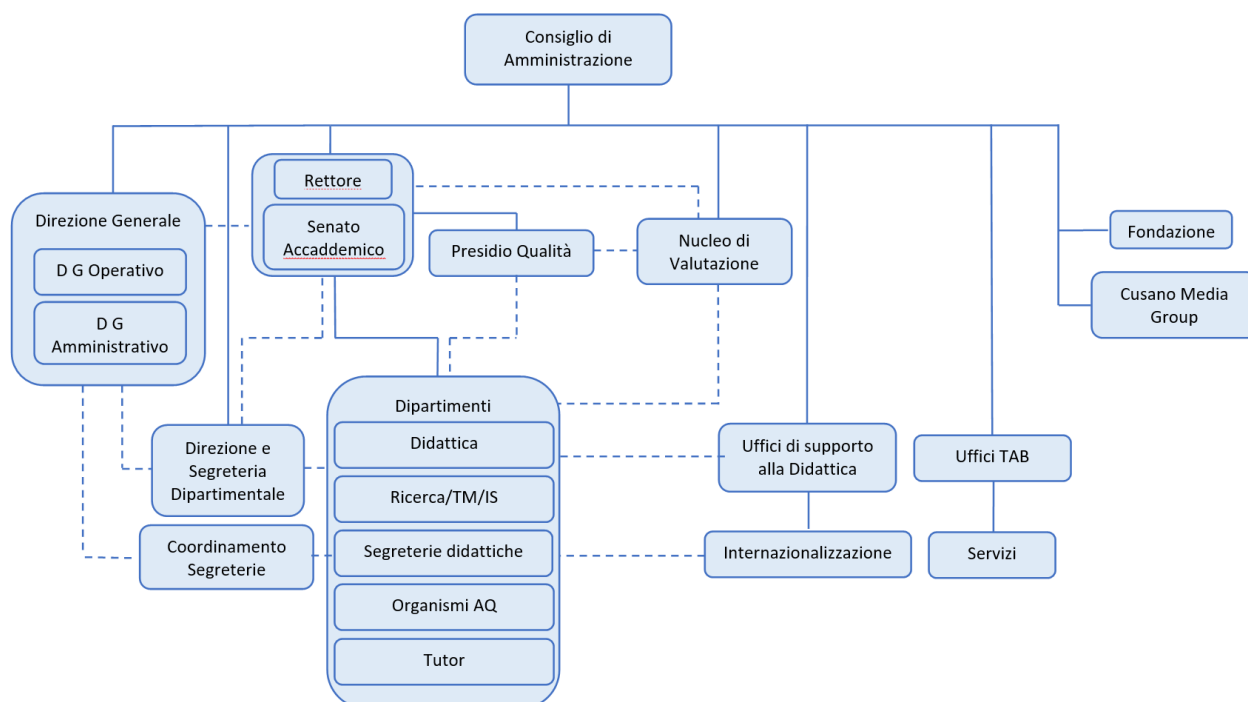 Consiglio di
Amministrazione
Rettore
Senato
Accaddemico
Direzione Generale
D G Operativo
D G
Amministrativo
Presidio Qualità
Nucleo di
Valutazione
Fondazione
Cusano Media
Group
Dipartimenti
Didattica
Ricerca/TM/IS
Segreterie didattiche
Organismi AQ
Tutor
Direzione e
Segreteria
Dipartimentale
Coordinamento
Segreterie
Uffici di supporto
alla Didattica
Internazionalizzazione
Uffici TAB
Servizi